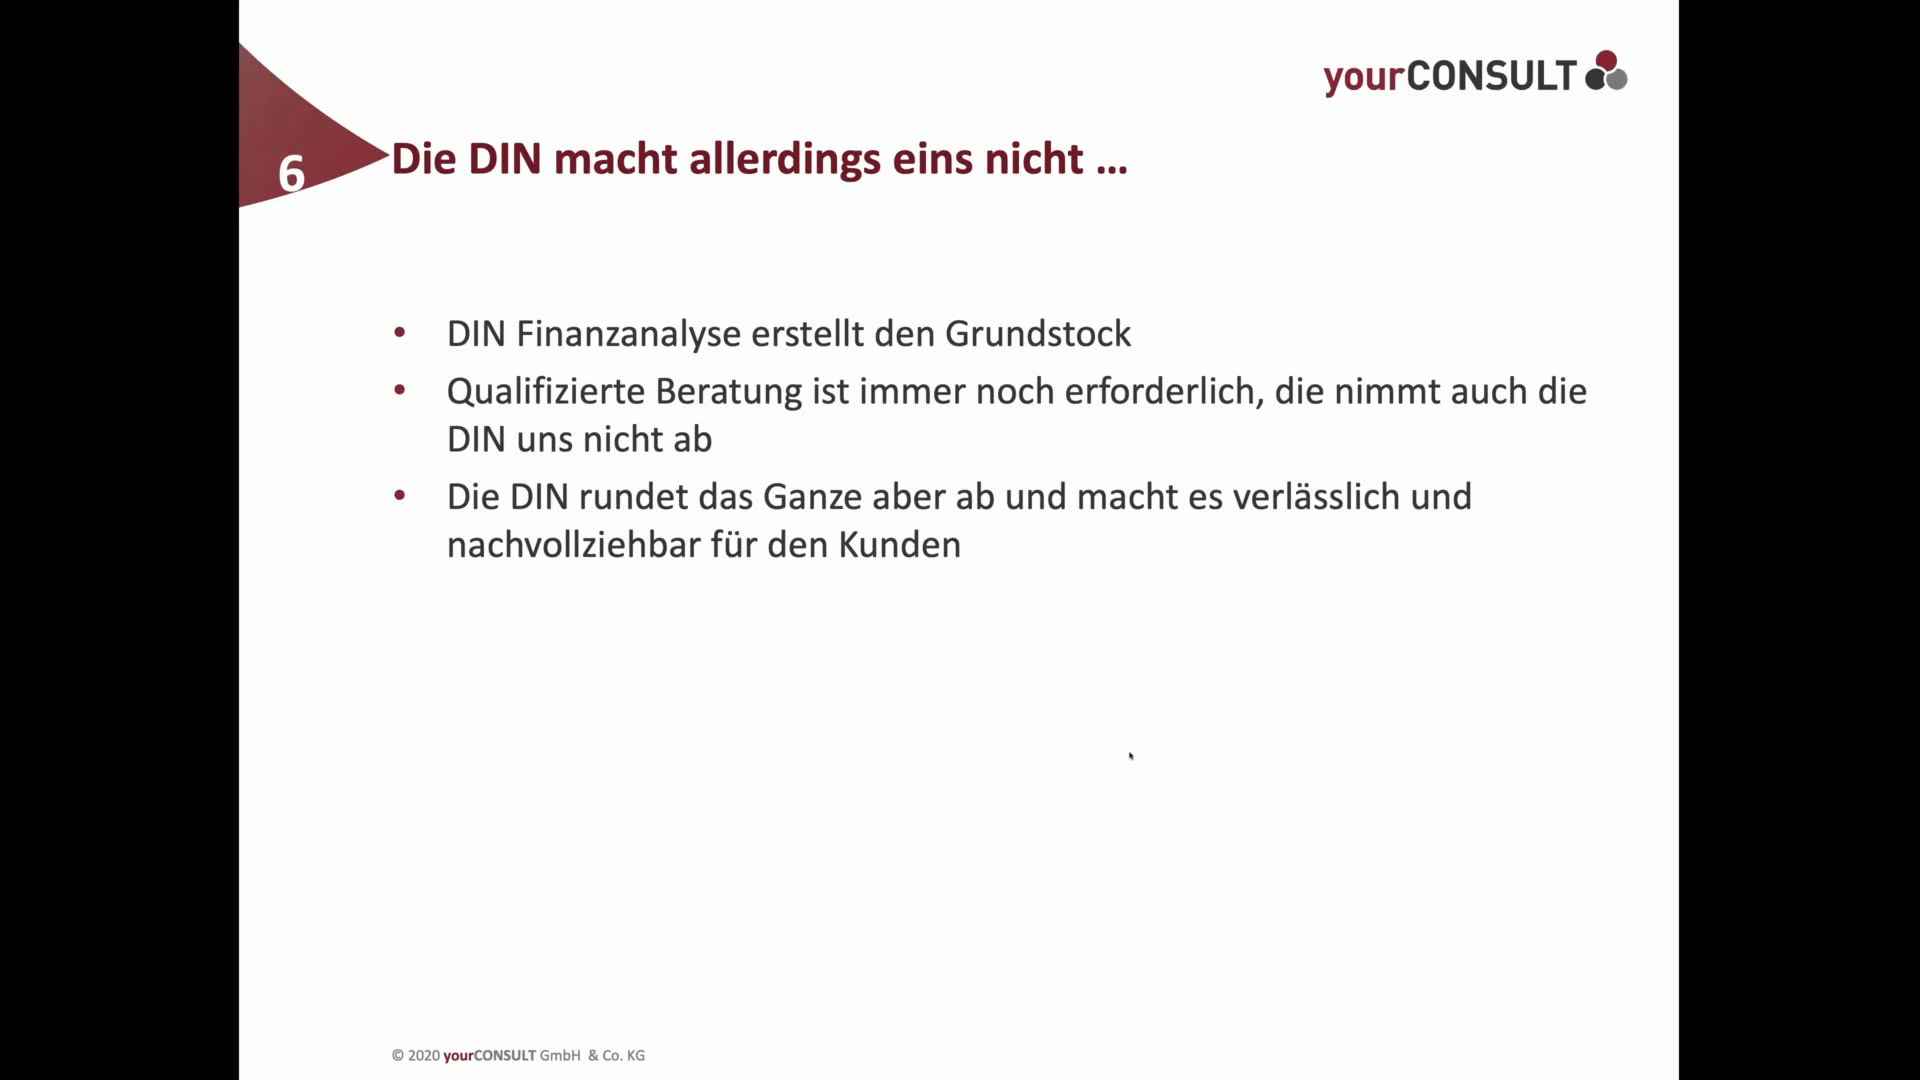 yourCONSULT
6
Die DIN macht allerdings eins nicht ...
• DIN Finanzanalyse erstellt den Grundstock
• Qualifizierte Beratung ist immer noch erforderlich, die nimmt auch die
DIN uns nicht ab
• Die DIN rundet das Ganze aber ab und macht es verlässlich und
nachvollziehbar für den Kunden
© 2020 yourCONSULT GmbH & Co. KG